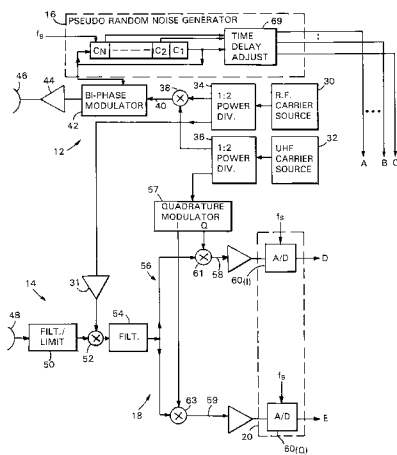 16
PSEUDO RANDOM NOISE GENERATOR
69
fB
CN
C2
C1
TIME
DELAY
ADJUST
46
44
BI-PHASE
MODULATOR
42
38
40
34
1:2
POWER
DIV.
30
R.F.
CARRIER
SOURCE
36
1:2
POWER
DIV.
32
UHF
CARRIER
SOURCE
12
A
B
C
57
QUADRATURE
MODULATOR
I
Q
fS
56
61
58
60(I)
A/D
D
14
31
48
FILT./
LIMIT
50
52
54
FILT.
18
63
59
20
fS
A/D
E
60(Q)